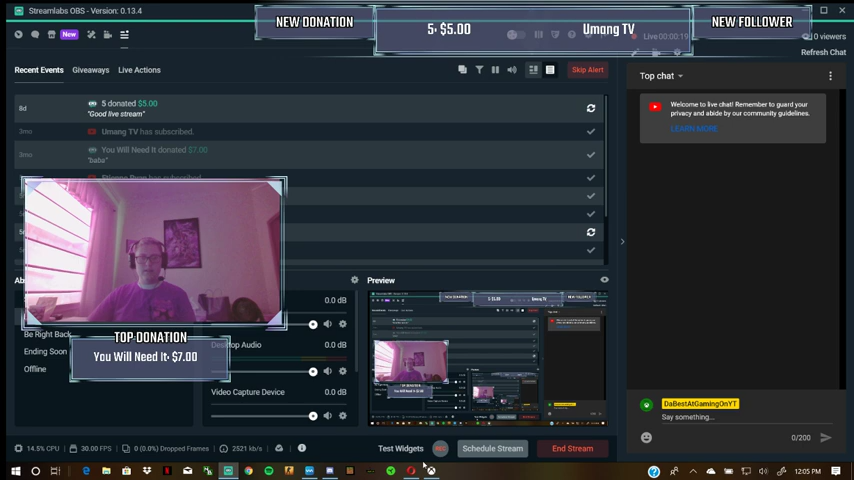 Streamlabs OBS - Version: 0.13.4
NEW DONATION
5: $5.00
Umang TV
NEW FOLLOWER
New
Live 00:00:19
0 viewers
Refresh Chat
Recent Events
Giveaways
Live Actions
Skip Alert
Top chat
8d
5 donated $5.00
"Good live stream"
3mo
Umang TV has subscribed.
3mo
You Will Need It donated $7.00
"baba"
Welcome to live chat! Remember to guard your
privacy and abide by our community guidelines.
LEARN MORE
Preview
0.0 dB
Be Right Back
Ending Soon
Offline
TOP DONATION
You Will Need It: $7.00
Desktop Audio
0.0 dB
Video Capture Device
0.0 dB
DaBestAtGamingOnYT
Say something...
0/200
14.5% CPU
30.00 FPS
0 (0.0%) Dropped Frames
2521 kb/s
Test Widgets
REC
Schedule Stream
End Stream
12:05 PM